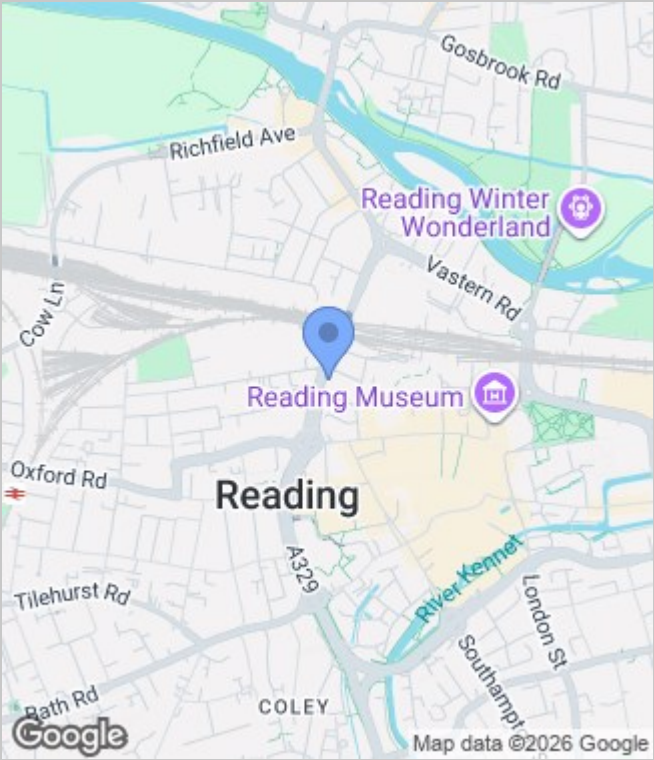 Gosbrook Rd
Richfield Ave
Reading Winter
Wonderland
Vastern Rd
Cow Ln
Reading Museum
Oxford Rd
Reading
A329
River Kennet
Tilehurst Rd
London St
Southampto
Bath Rd
COLEY
Google
Map data ©2026 Google